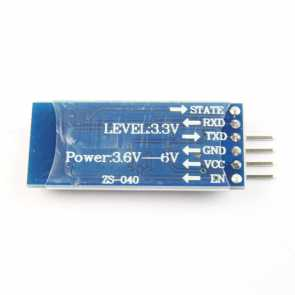 STATE
RXD
LEVEL:3.3V
TXD
GND
Power:3.6V—6V
VCC
ZS-040
EN